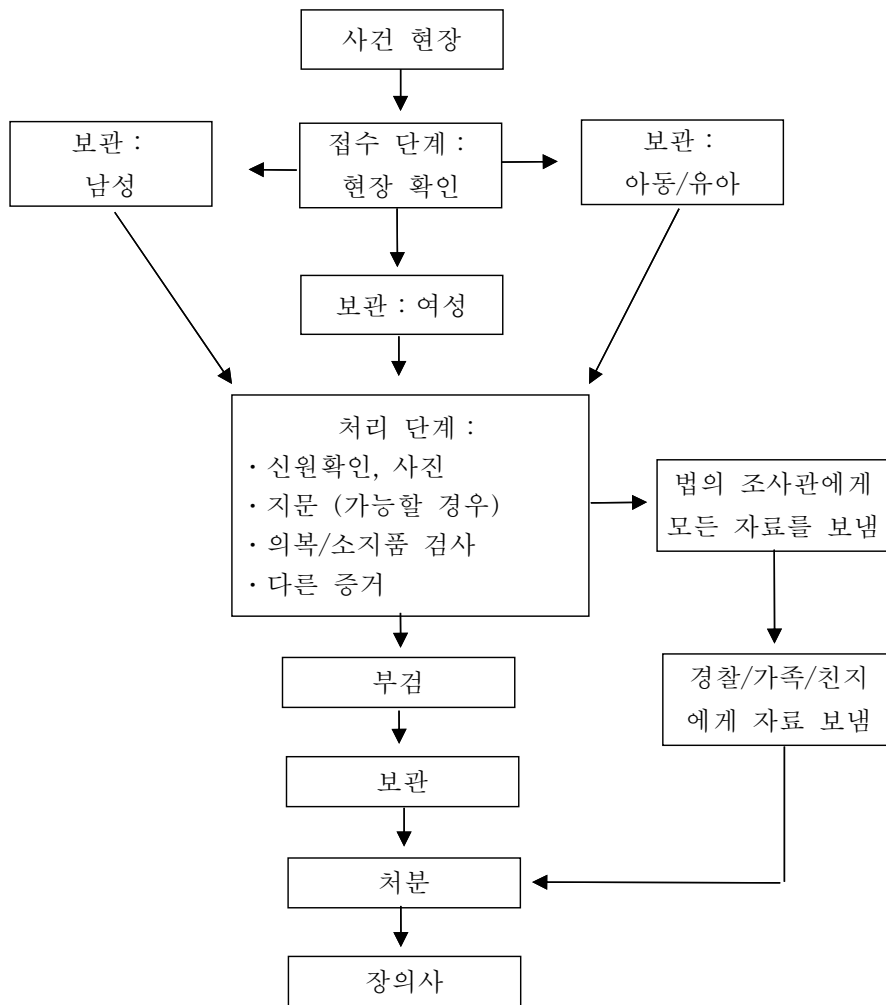 사건 현장
보관 :
남성
접수 단계 :
현장 확인
보관 :
아동/유아
보관 : 여성
처리 단계 :
· 신원확인, 사진
· 지문 (가능할 경우)
· 의복/소지품 검사
· 다른 증거
법의 조사관에게
모든 자료를 보냄
경찰/가족/친지
에게 자료 보냄
부검
보관
처분
장의사